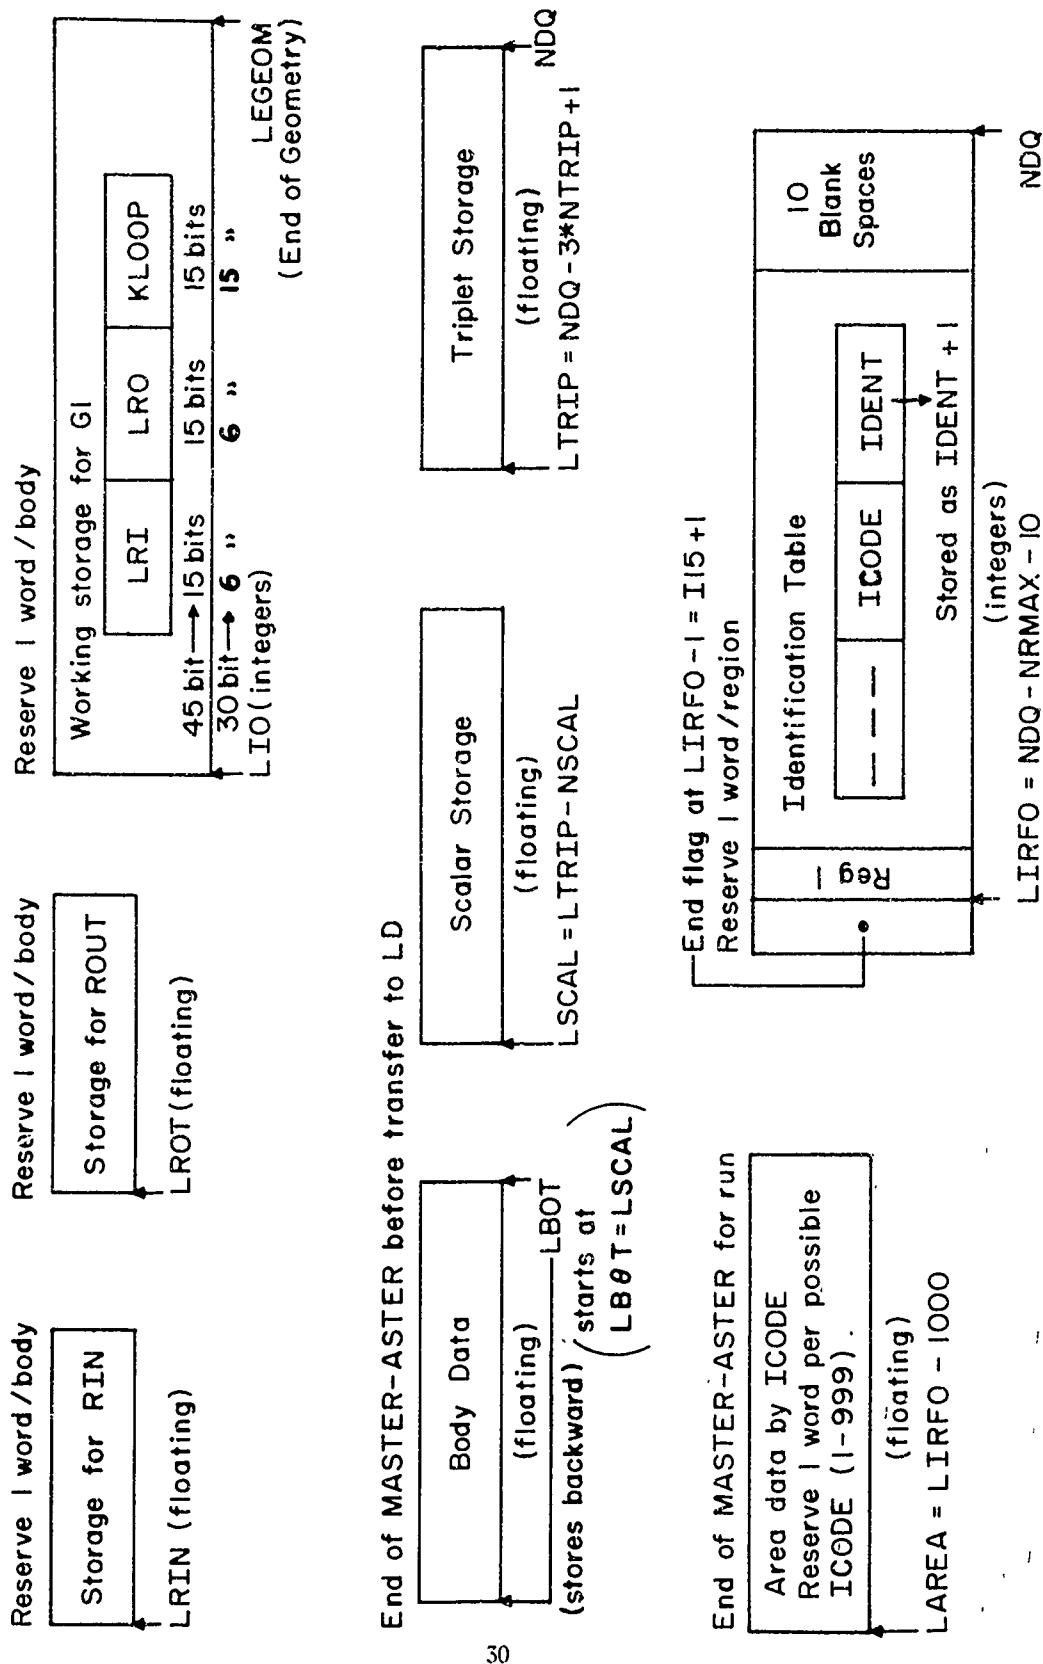 Reserve 1 word/body
Storage for RIN
LRIN (floating)
Reserve 1 word/body
Storage for ROUT
LROT (floating)
Reserve 1 word/body
Working storage for G1
LRI LRO KLOOP
45 bit→15 bits 15 bits 15 bits
30 bit→ 6 " 6 " 15 "
LIO (integers)
LEGEOM
(End of Geometry)
End of MASTER-ASTER before transfer to LD
Body Data
(floating)
LBOT
(stores backward) (starts at
LBθT = LSCAL)
Scalar Storage
(floating)
LSCAL = LTRIP-NSCAL
Triplet Storage
(floating)
NDQ
LTRIP = NDQ-3*NTRIP+1
End of MASTER-ASTER for run
Area data by ICODE
Reserve 1 word per possible
ICODE (1-999).
(floating)
LAREA = LIRFO - 1000
End flag at LIRFO-1 = I15+1
Reserve 1 word/region
Reg 1
Identification Table
— — — ICODE IDENT
Stored as IDENT +1
(integers)
10
Blank
Spaces
LIRFO = NDQ-NRMAX-10
NDQ
30